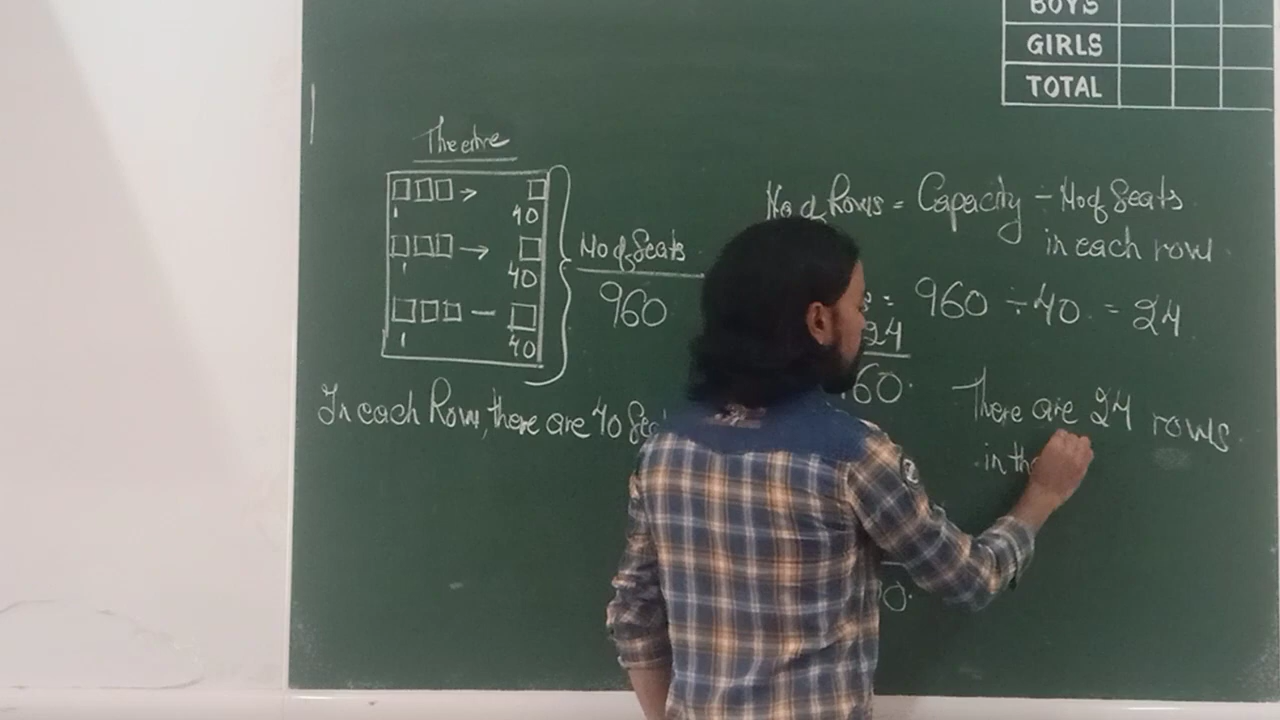 BOYS
GIRLS
TOTAL
Theatre
1 40
1 40
1 40
No of Seats
960
In each Row, there are 40
No of Rows = Capacity ÷ No of Seats
in each row
= 960 ÷ 40 = 24
24
60
There are 24 rows
in
0